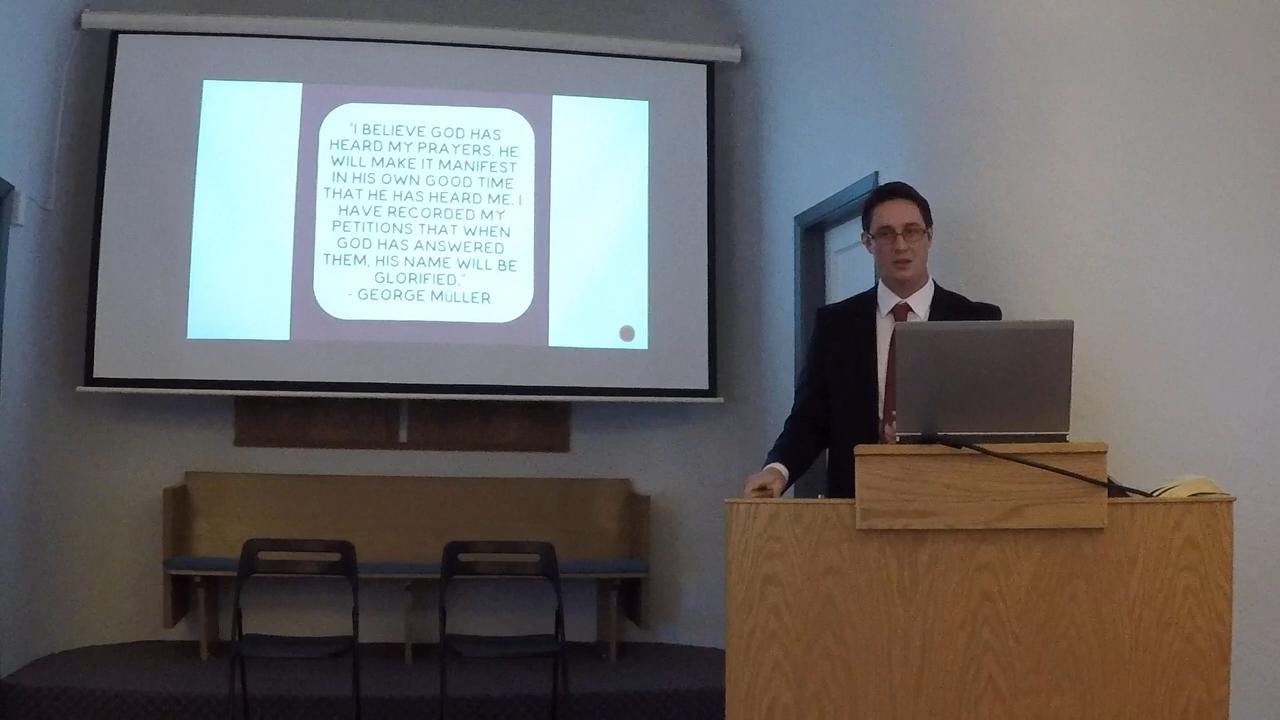 "I BELIEVE GOD HAS
HEARD MY PRAYERS. HE
WILL MAKE IT MANIFEST
IN HIS OWN GOOD TIME
THAT HE HAS HEARD ME. I
HAVE RECORDED MY
PETITIONS THAT WHEN
GOD HAS ANSWERED
THEM, HIS NAME WILL BE
GLORIFIED."
- GEORGE MüLLER